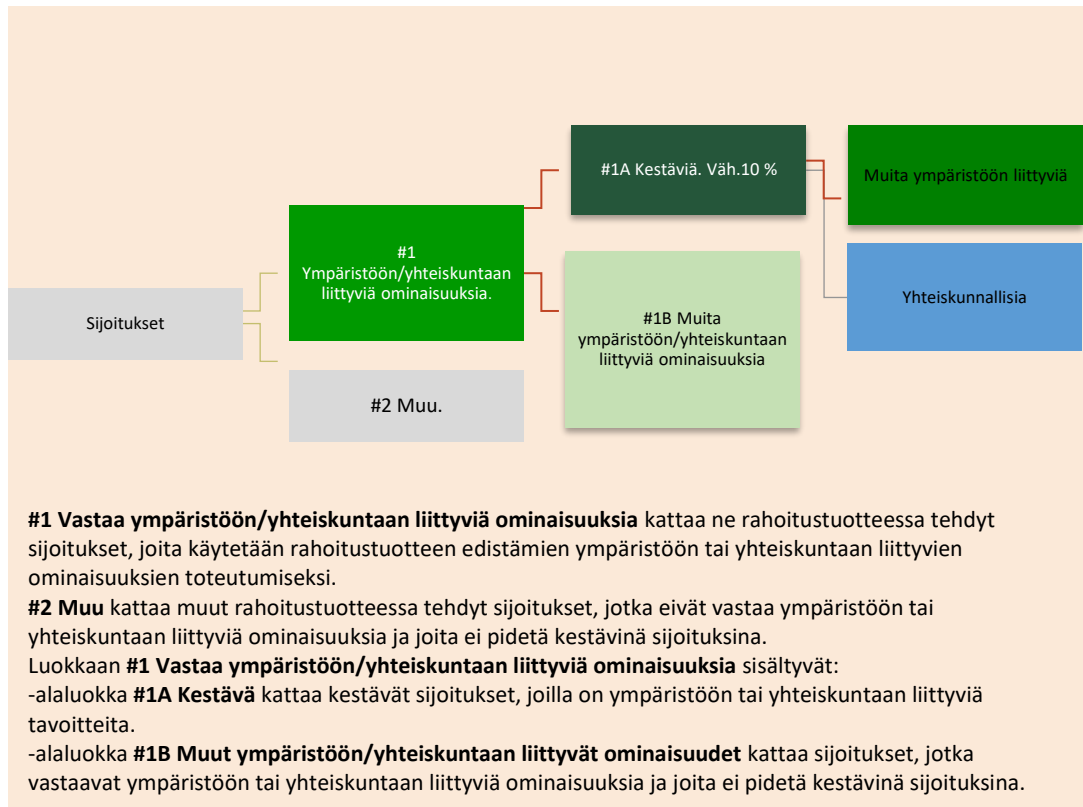 #1A Kestäviä. Väh.10 %
Muita ympäristöön liittyviä
#1
Ympäristöön/yhteiskuntaan
liittyviä ominaisuuksia.
Sijoitukset
#1B Muita
ympäristöön/yhteiskuntaan
liittyviä ominaisuuksia
Yhteiskunnallisia
#2 Muu.
#1 Vastaa ympäristöön/yhteiskuntaan liittyviä ominaisuuksia kattaa ne rahoitustuotteessa tehdyt
sijoitukset, joita käytetään rahoitustuotteen edistämien ympäristöön tai yhteiskuntaan liittyvien
ominaisuuksien toteutumiseksi.
#2 Muu kattaa muut rahoitustuotteessa tehdyt sijoitukset, jotka eivät vastaa ympäristöön tai
yhteiskuntaan liittyviä ominaisuuksia ja joita ei pidetä kestävinä sijoituksina.
Luokkaan #1 Vastaa ympäristöön/yhteiskuntaan liittyviä ominaisuuksia sisältyvät:
-alaluokka #1A Kestävä kattaa kestävät sijoitukset, joilla on ympäristöön tai yhteiskuntaan liittyviä
tavoitteita.
-alaluokka #1B Muut ympäristöön/yhteiskuntaan liittyvät ominaisuudet kattaa sijoitukset, jotka
vastaavat ympäristöön tai yhteiskuntaan liittyviä ominaisuuksia ja joita ei pidetä kestävinä sijoituksina.